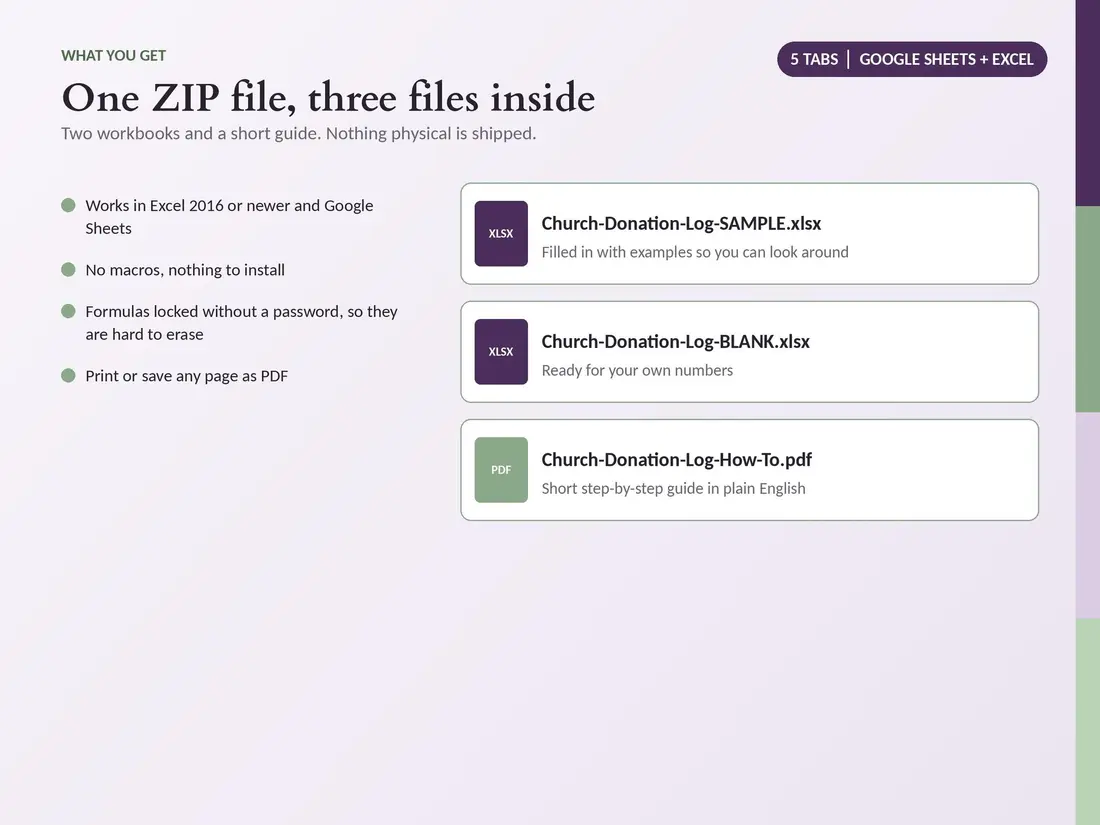 WHAT YOU GET
5 TABS | GOOGLE SHEETS + EXCEL
One ZIP file, three files inside
Two workbooks and a short guide. Nothing physical is shipped.
Works in Excel 2016 or newer and Google
Sheets
No macros, nothing to install
Formulas locked without a password, so they
are hard to erase
Print or save any page as PDF
XLSX
Church-Donation-Log-SAMPLE.xlsx
Filled in with examples so you can look around
XLSX
Church-Donation-Log-BLANK.xlsx
Ready for your own numbers
PDF
Church-Donation-Log-How-To.pdf
Short step-by-step guide in plain English